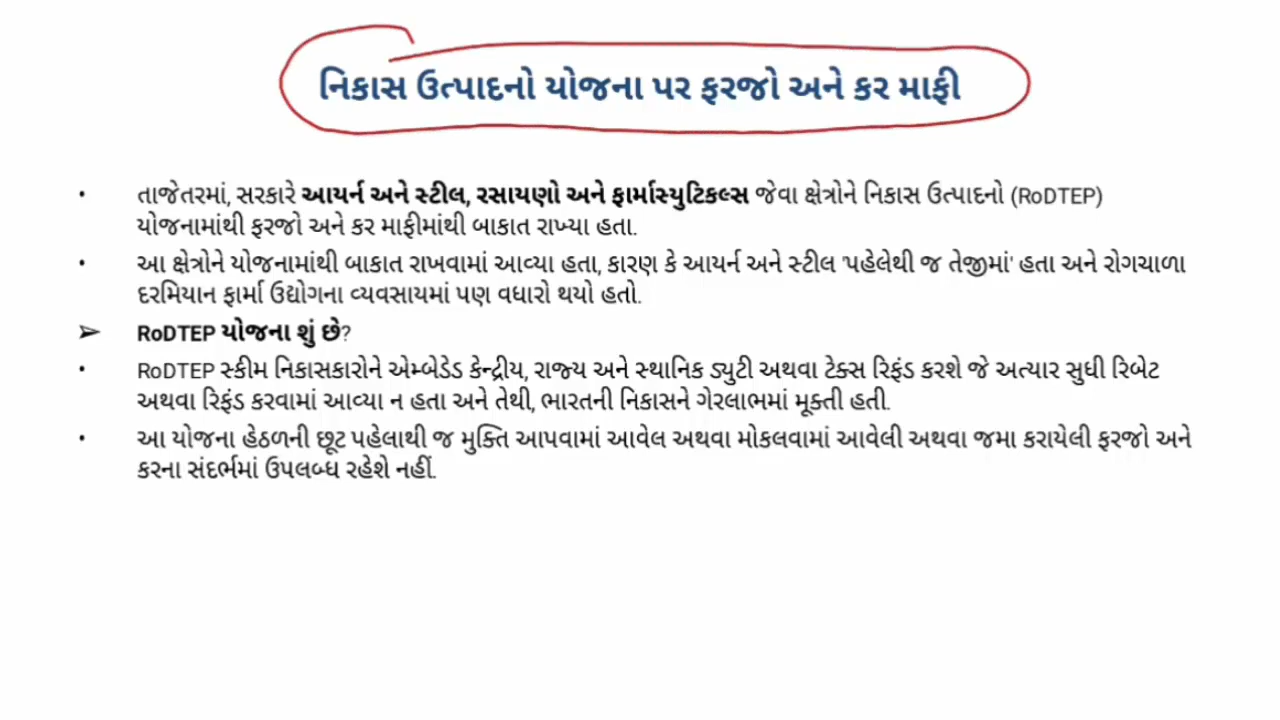 નિકાસ ઉત્પાદનો યોજના પર ફરજો અને કર માફી
• તાજેતરમાં, સરકારે આયર્ન અને સ્ટીલ, રસાયણો અને ફાર્માસ્યુટિકલ્સ જેવા ક્ષેત્રોને નિકાસ ઉત્પાદનો (RoDTEP)
યોજનામાંથી ફરજો અને કર માફીમાંથી બાકાત રાખ્યા હતા.
• આ ક્ષેત્રોને યોજનામાંથી બાકાત રાખવામાં આવ્યા હતા, કારણ કે આયર્ન અને સ્ટીલ 'પહેલેથી જ તેજીમાં' હતા અને રોગચાળા
દરમિયાન ફાર્મા ઉદ્યોગના વ્યવસાયમાં પણ વધારો થયો હતો.
➢ RoDTEP યોજના શું છે?
• RoDTEP સ્કીમ નિકાસકારોને એમ્બેડેડ કેન્દ્રીય, રાજ્ય અને સ્થાનિક ડ્યુટી અથવા ટેક્સ રિફંડ કરશે જે અત્યાર સુધી રિબેટ
અથવા રિફંડ કરવામાં આવ્યા ન હતા અને તેથી, ભારતની નિકાસને ગેરલાભમાં મૂક્તી હતી.
• આ યોજના હેઠળની છૂટ પહેલાથી જ મુક્તિ આપવામાં આવેલ અથવા મોકલવામાં આવેલી અથવા જમા કરાયેલી ફરજો અને
કરના સંદર્ભમાં ઉપલબ્ધ રહેશે નહીં.